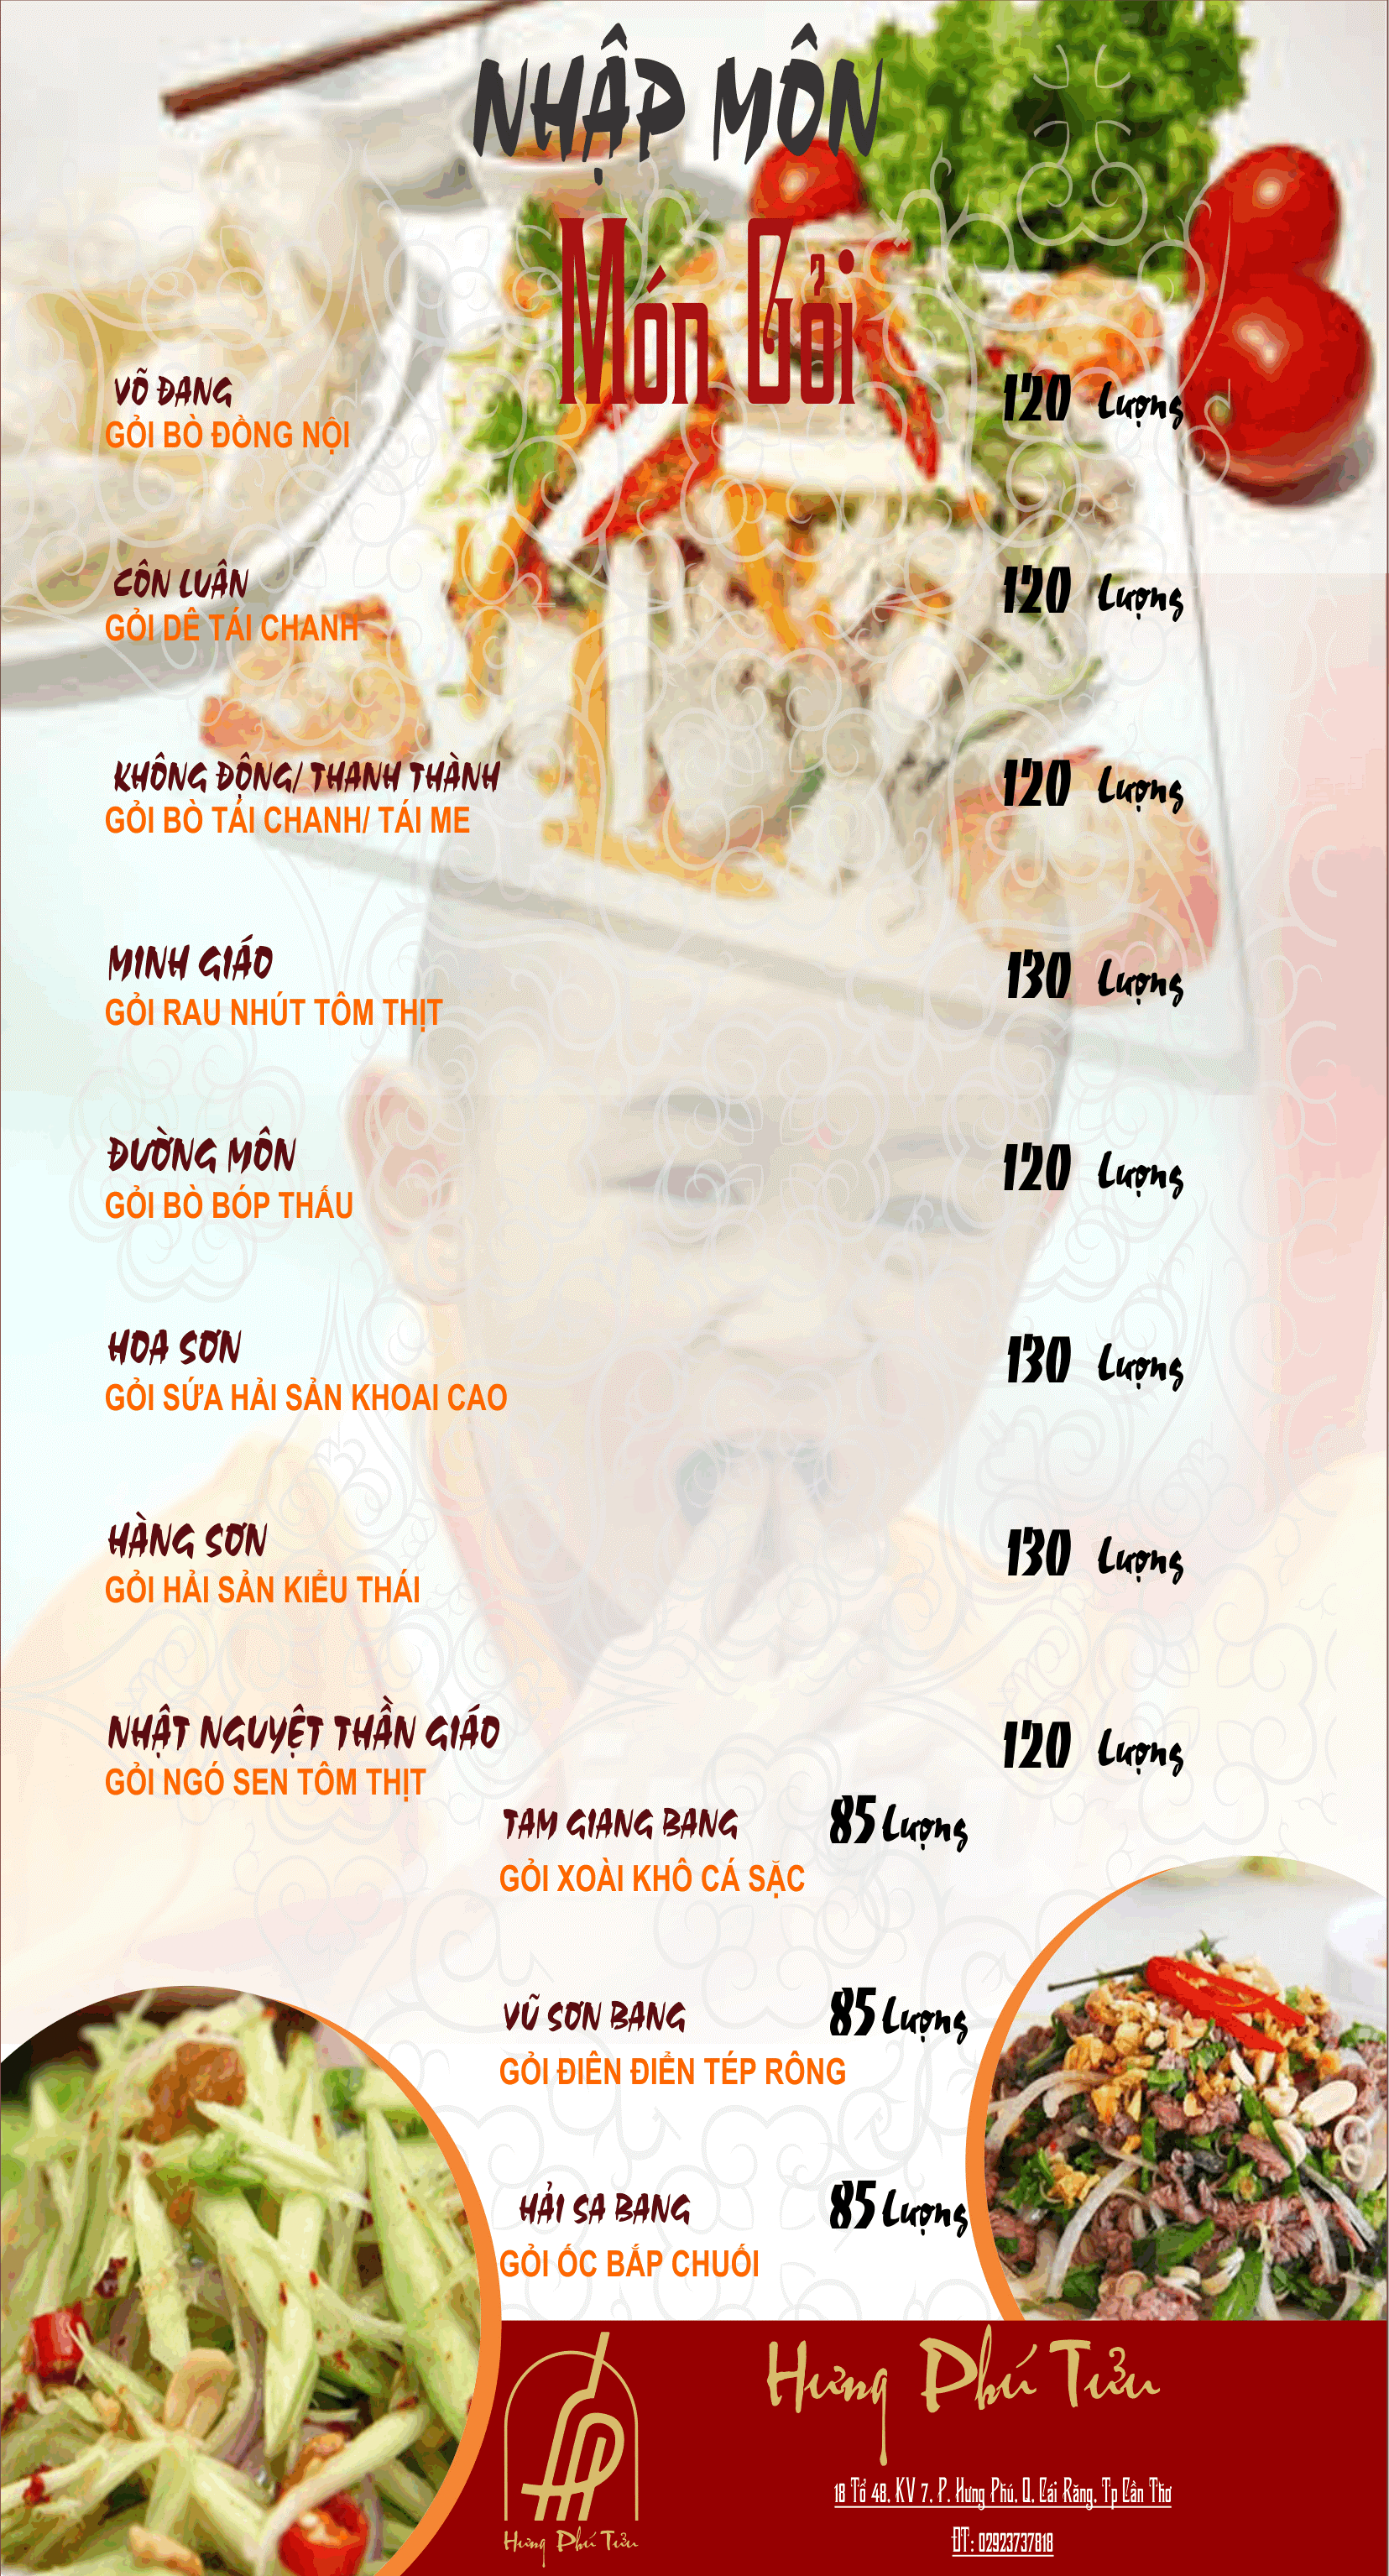 NHẬP MÔN
Món Gỏi
VÕ ĐANG
120 Lượng
GỎI BÒ ĐỒNG NỘI
CÔN LUÂN
120 Lượng
GỎI DÊ TÁI CHANH
KHÔNG ĐỘNG/ THANH THÀNH
120 Lượng
GỎI BÒ TÁI CHANH/ TÁI ME
MINH GIÁO
130 Lượng
GỎI RAU NHÚT TÔM THỊT
ĐƯỜNG MÔN
120 Lượng
GỎI BÒ BÓP THẤU
HOA SƠN
130 Lượng
GỎI SỨA HẢI SẢN KHOAI CAO
HÀNG SƠN
130 Lượng
GỎI HẢI SẢN KIỂU THÁI
NHẬT NGUYỆT THẦN GIÁO
120 Lượng
GỎI NGÓ SEN TÔM THỊT
TAM GIANG BANG
85 Lượng
GỎI XOÀI KHÔ CÁ SẶC
VŨ SƠN BANG
85 Lượng
GỎI ĐIÊN ĐIỂN TÉP RÔNG
HẢI SA BANG
85 Lượng
GỎI ỐC BẮP CHUỐI
Hưng Phú Tửu
18 Tổ 48, KV 7, P. Hưng Phú, Q. Cái Răng, Tp Cần Thơ
ĐT: 02923737818
Hưng Phú Tửu